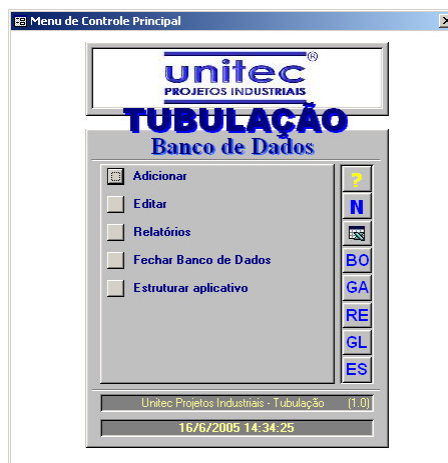 Menu de Controle Principal
unitec®
PROJETOS INDUSTRIAIS
TUBULAÇÃO
Banco de Dados
Adicionar
Editar
Relatórios
Fechar Banco de Dados
Estruturar aplicativo
?
N
BO
GA
RE
GL
ES
Unitec Projetos Industriais - Tubulação (1.0)
16/6/2005 14:34:25